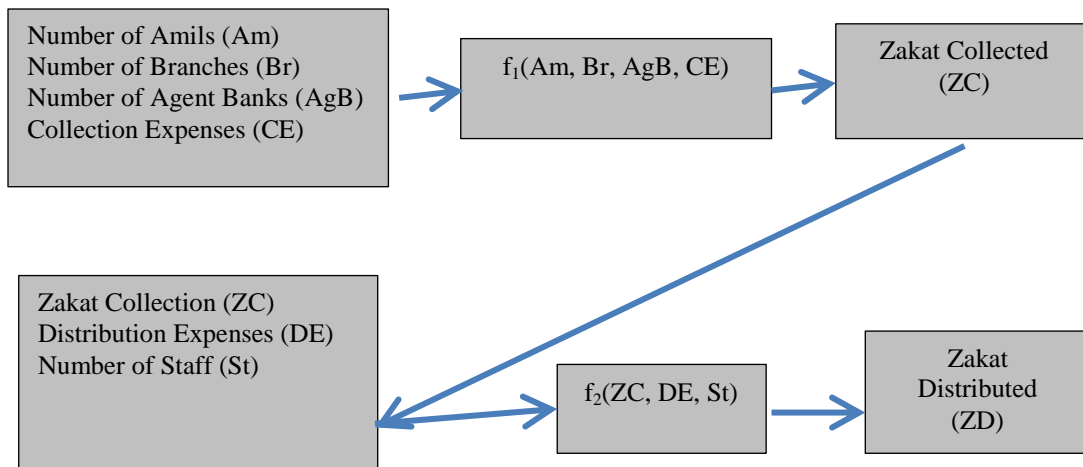 Number of Amils (Am)
Number of Branches (Br)
Number of Agent Banks (AgB)
Collection Expenses (CE)
f₁(Am, Br, AgB, CE)
Zakat Collected
(ZC)
Zakat Collection (ZC)
Distribution Expenses (DE)
Number of Staff (St)
f₂(ZC, DE, St)
Zakat
Distributed
(ZD)